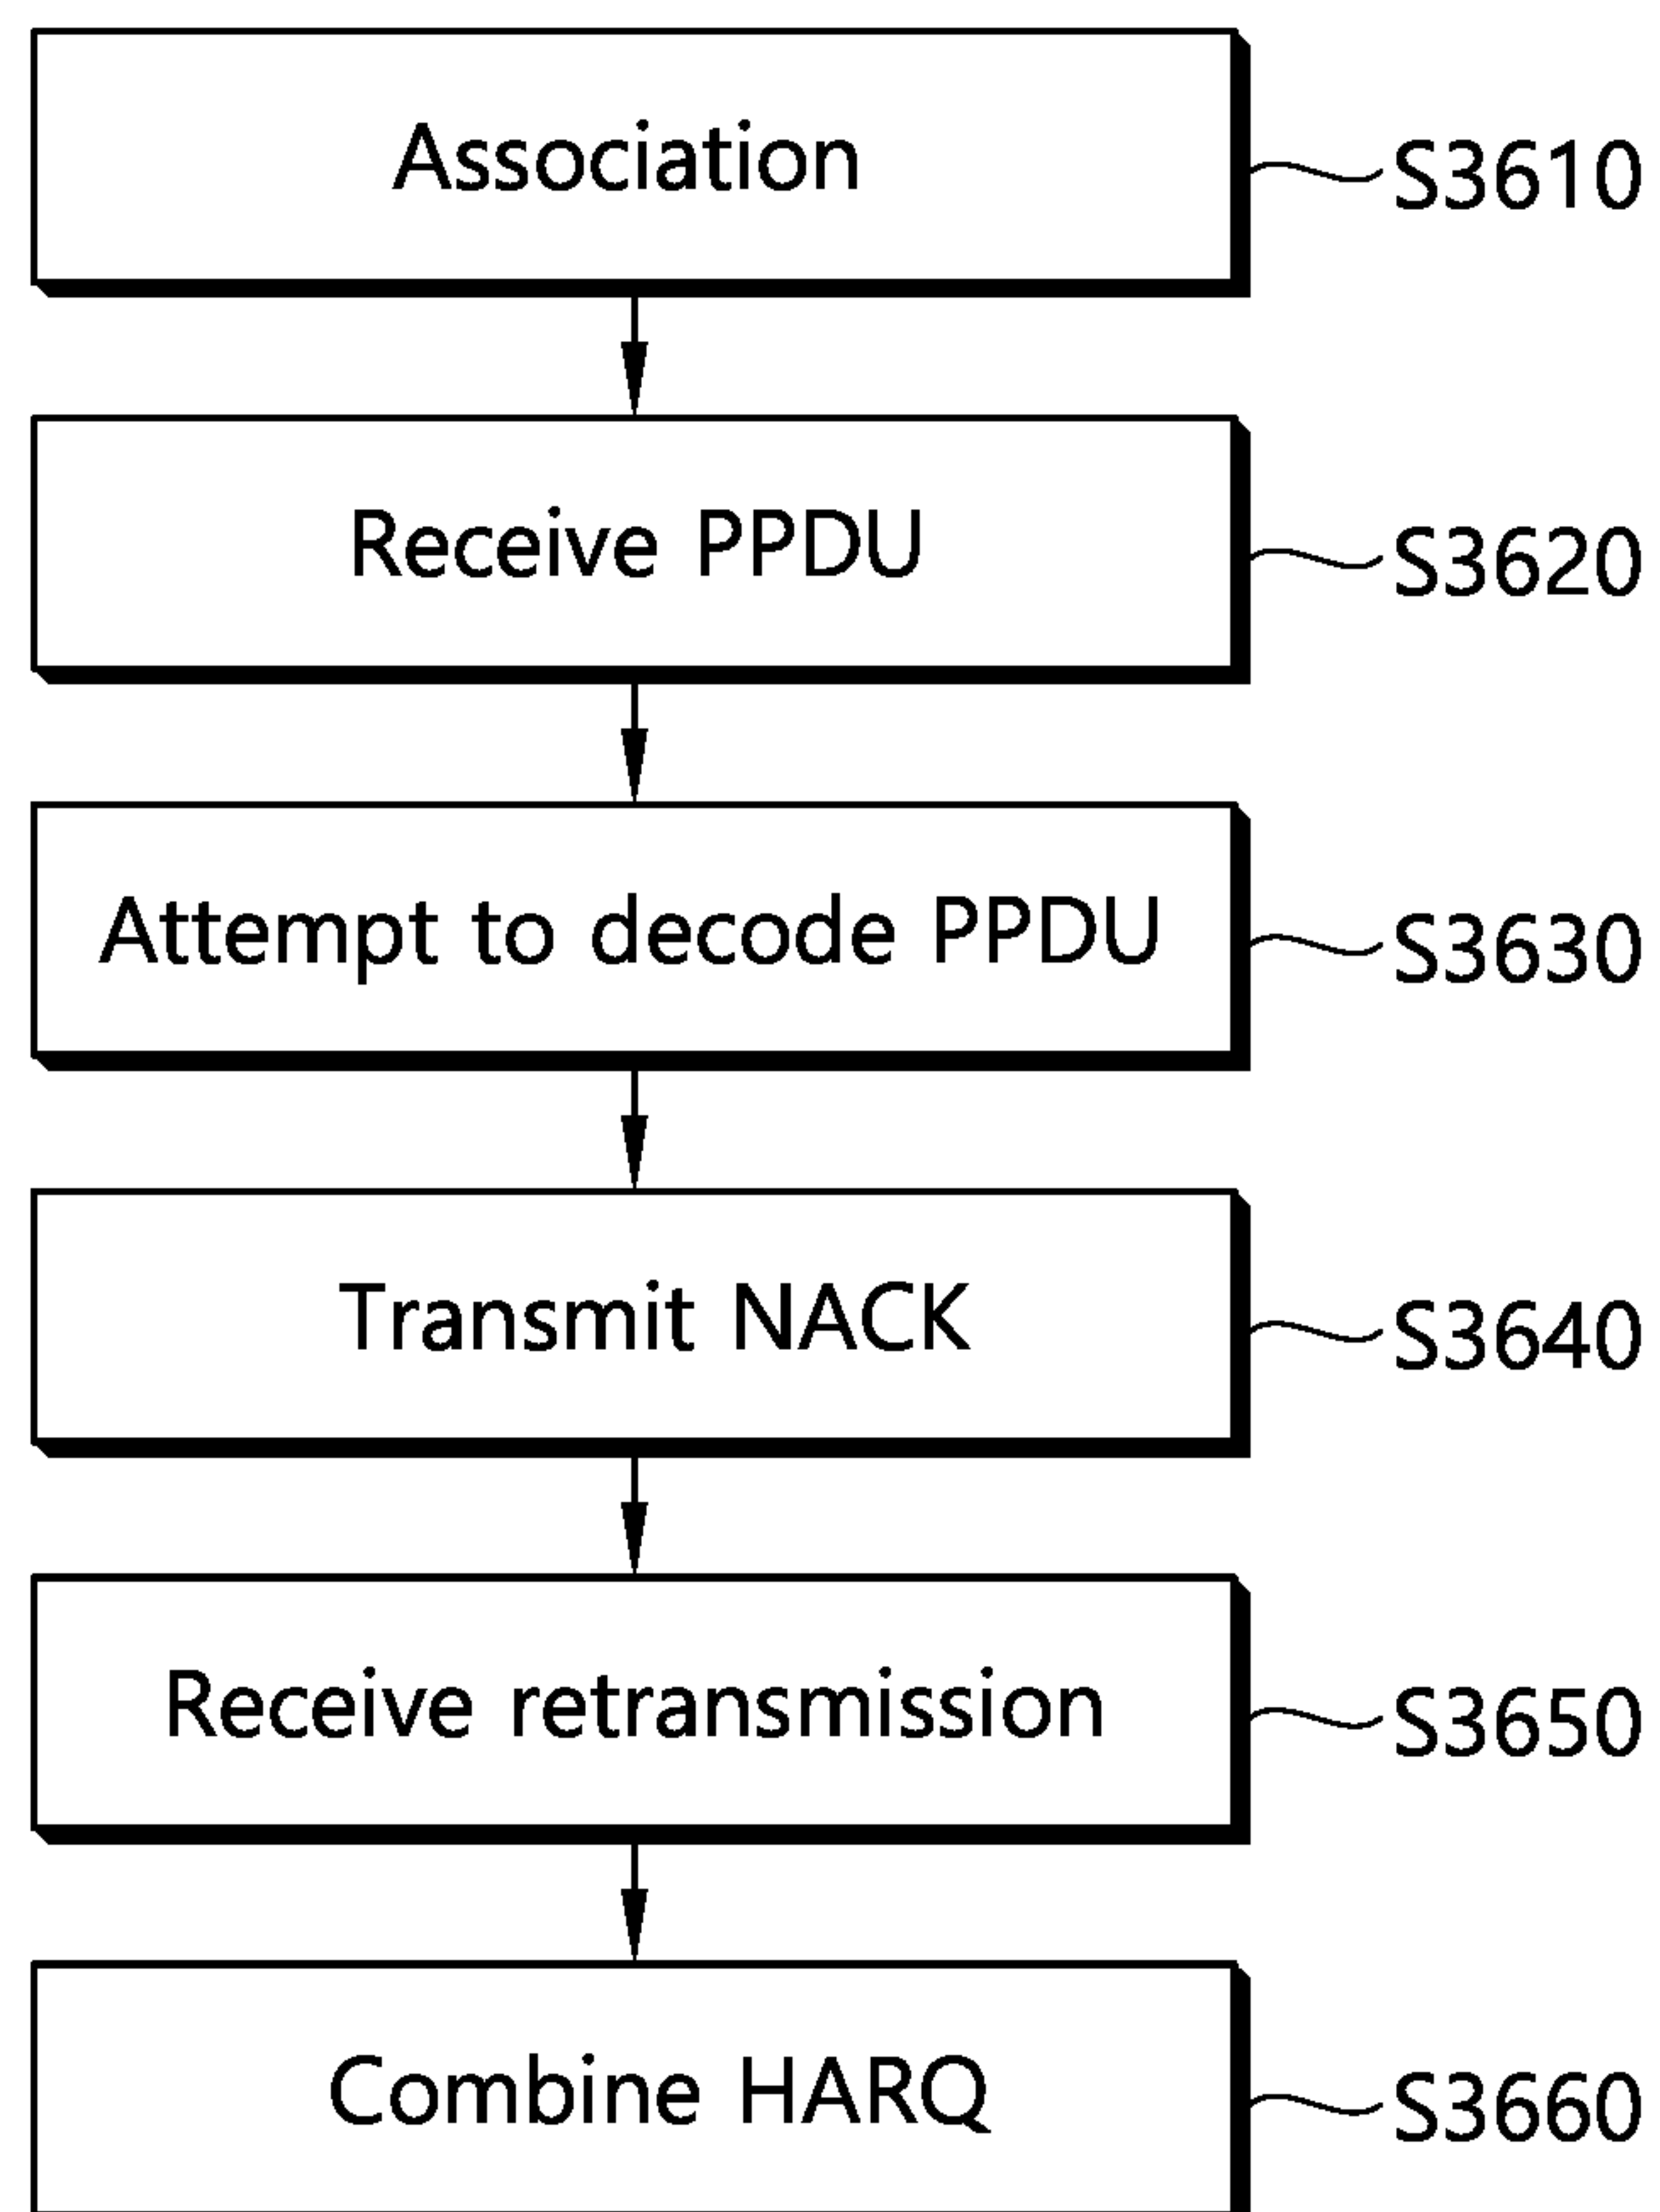 Association
S3610
Receive PPDU
S3620
Attempt to decode PPDU
S3630
Transmit NACK
S3640
Receive retransmission
S3650
Combine HARQ
S3660